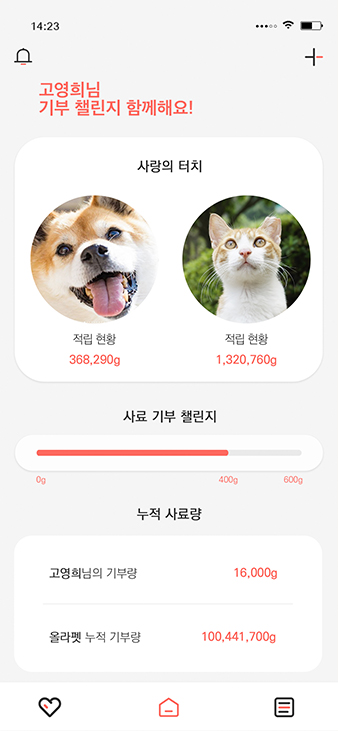 14:23
고영희님
기부 챌린지 함께해요!
사랑의 터치
적립 현황
368,290g
적립 현황
1,320,760g
사료 기부 챌린지
0g 400g 600g
누적 사료량
고영희님의 기부량 16,000g
올라펫 누적 기부량 100,441,700g